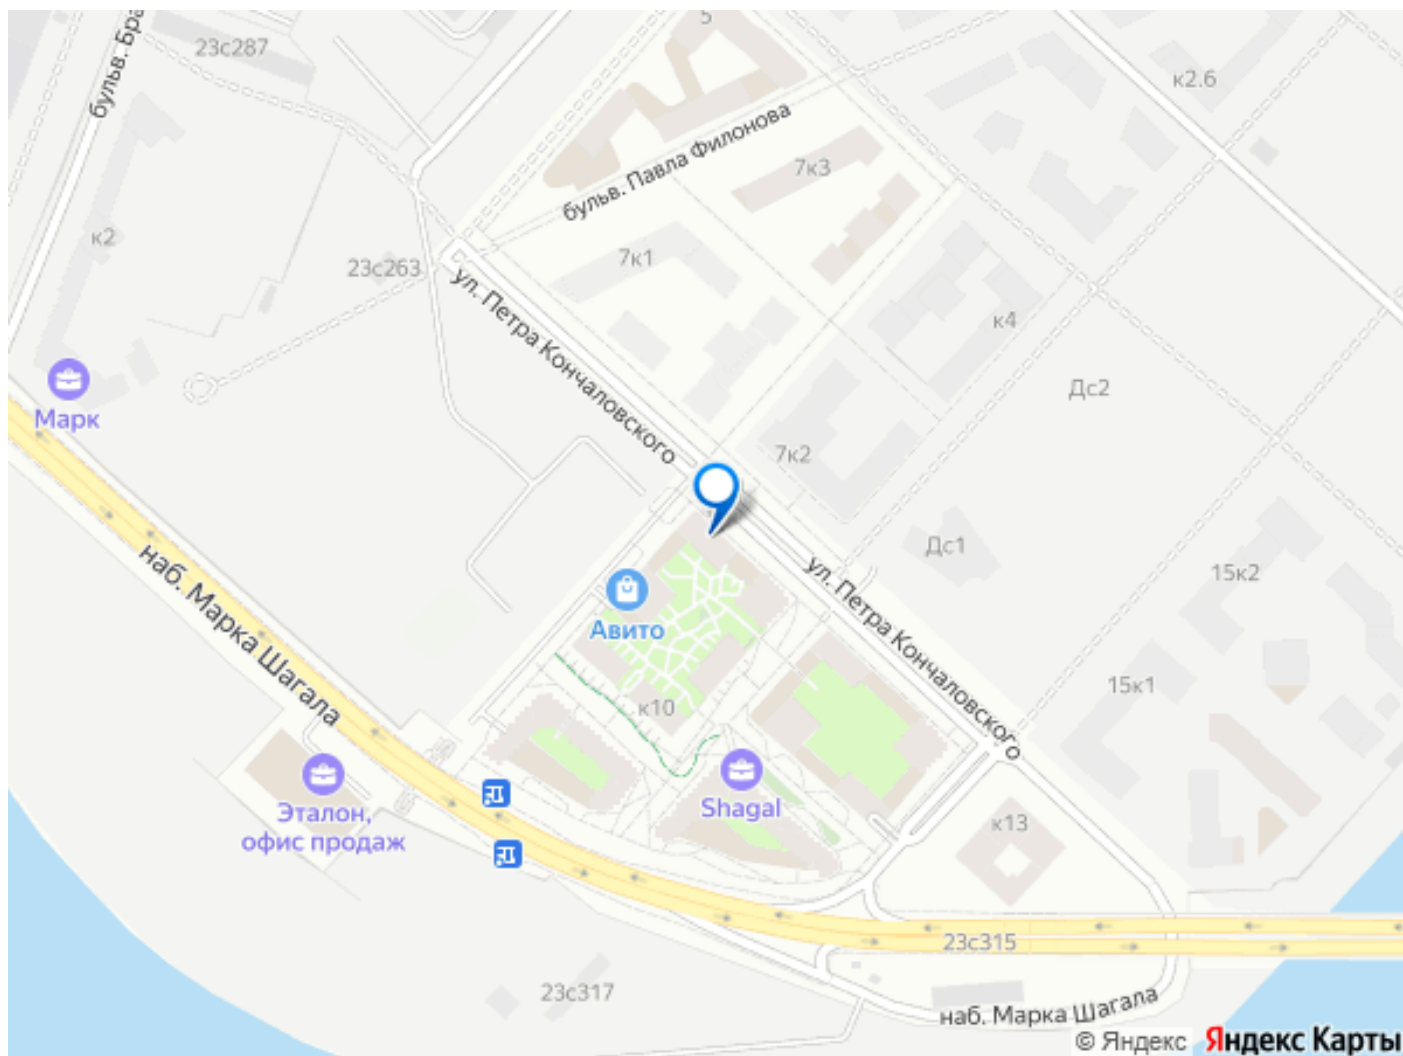 5
23с287
бульв. Бра
к2.6
бульв. Павла Филонова
7к3
к2
7к1
23с263
ул. Петра Кончаловского
к4
Марк
Дс2
7к2
Дс1
ул. Петра Кончаловского
15к2
наб. Марка Шагала
Авито
15к1
к10
Shagal
Эталон,
офис продаж
к13
23с315
23с317
наб. Марка Шагала
© Яндекс Яндекс Карты